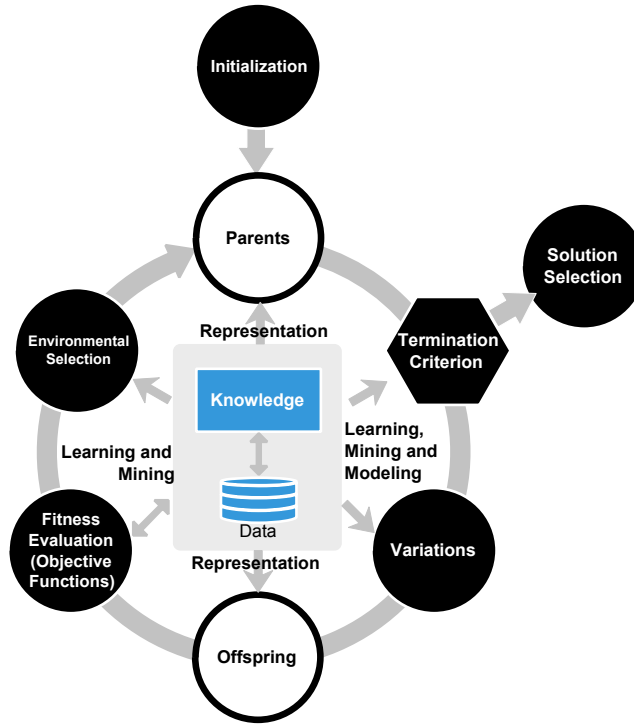 Initialization
Parents
Solution
Selection
Environmental
Selection
Representation
Termination
Criterion
Knowledge
Learning and
Mining
Learning,
Mining and
Modeling
Data
Fitness
Evaluation
(Objective
Functions)
Variations
Representation
Offspring